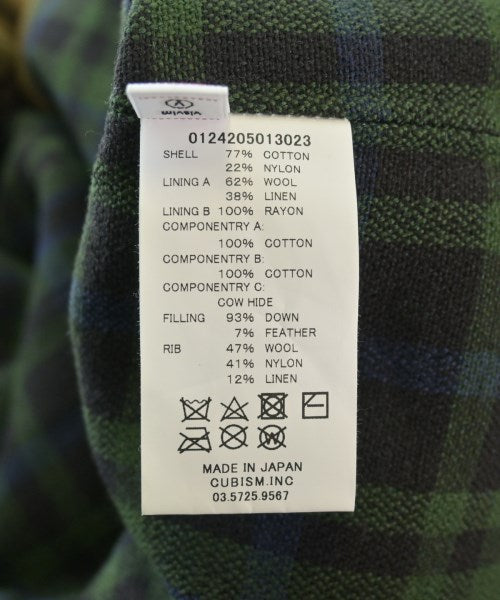 visvim
0124205013023
SHELL 77% COTTON
22% NYLON
LINING A 62% WOOL
38% LINEN
LINING B 100% RAYON
COMPONENTRY A:
100% COTTON
COMPONENTRY B:
100% COTTON
COMPONENTRY C:
COW HIDE
FILLING 93% DOWN
7% FEATHER
RIB 47% WOOL
41% NYLON
12% LINEN
W
MADE IN JAPAN
CUBISM.INC
03.5725.9567